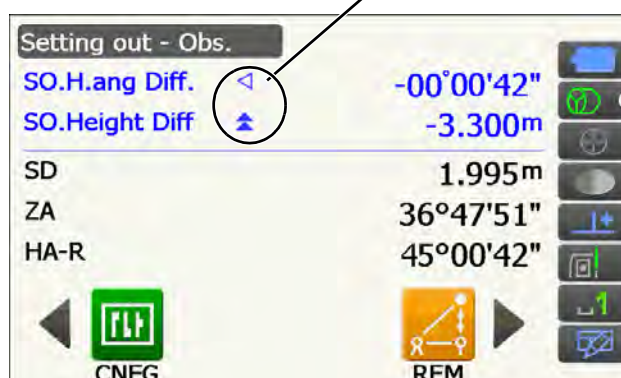 Setting out - Obs.
SO.H.ang Diff. -00°00'42"
SO.Height Diff -3.300m
SD 1.995m
ZA 36°47'51"
HA-R 45°00'42"
CNFG REM